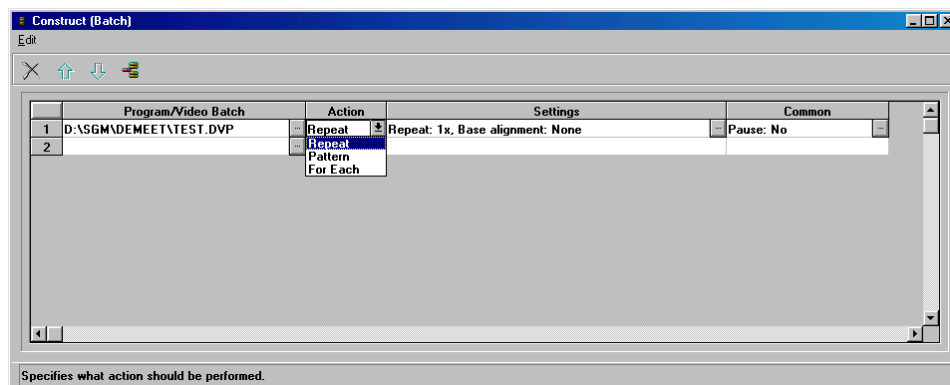 Construct (Batch)
Edit
Program/Video Batch Action Settings Common
1 D:\SGM\DEMEET\TEST.DVP ... Repeat Repeat: 1x, Base alignment: None ... Pause: No ...
2 ... Repeat
Pattern
For Each
Specifies what action should be performed.